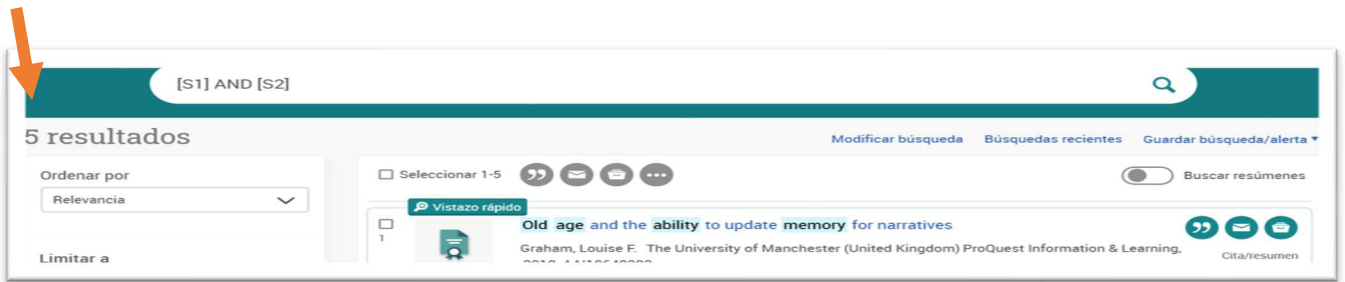 [S1] AND [S2]
5 resultados
Modificar búsqueda Búsquedas recientes Guardar búsqueda/alerta
Ordenar por
Relevancia
Seleccionar 1-5
Buscar resúmenes
Vistazo rápido
1
Old age and the ability to update memory for narratives
Graham, Louise F. The University of Manchester (United Kingdom) ProQuest Information & Learning,
Cita/resumen
Limitar a